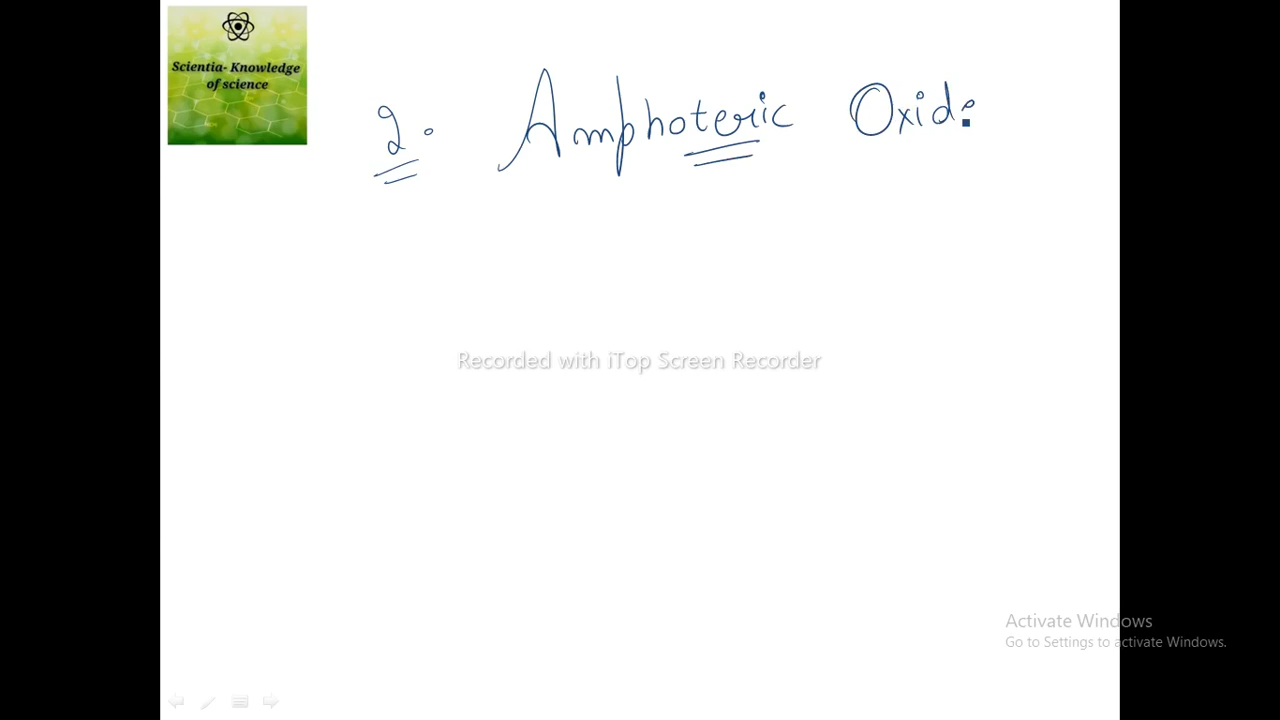 Scientia- Knowledge
of science
2. Amphoteric Oxid
Recorded with iTop Screen Recorder
Activate Windows
Go to Settings to activate Windows.